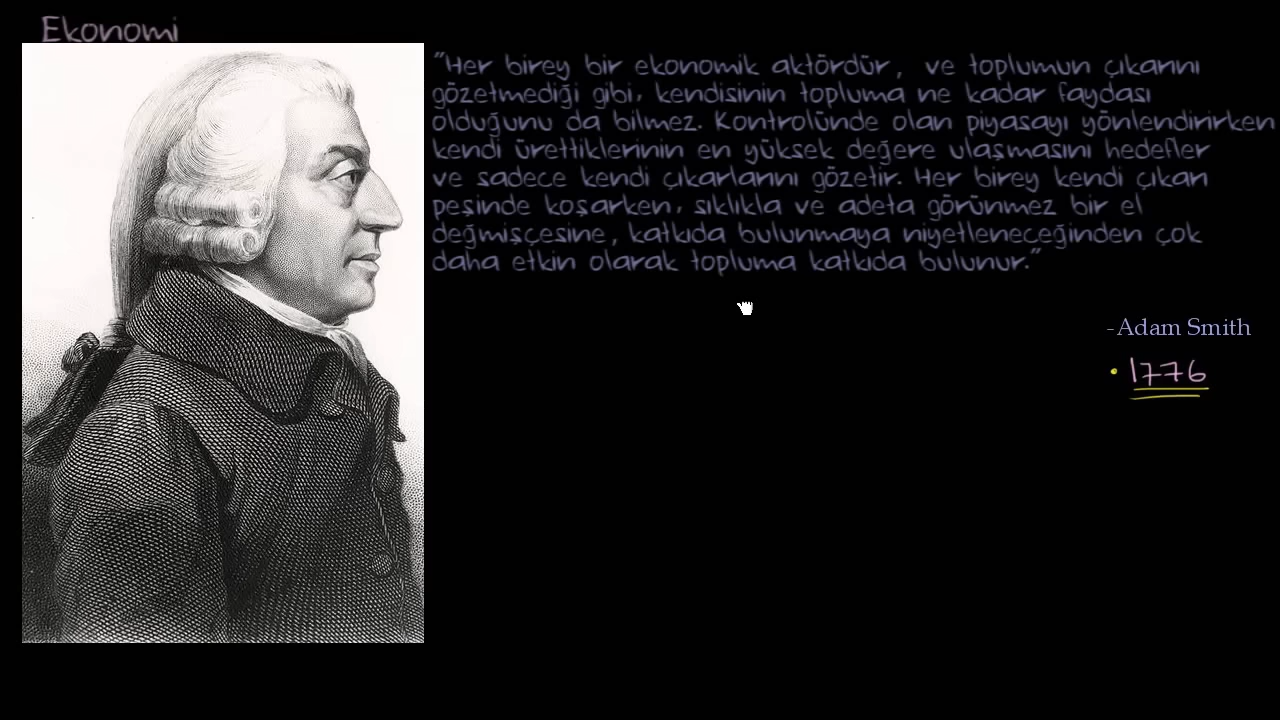 Ekonomi
"Her birey bir ekonomik aktördür, ve toplumun çıkarını
gözetmediği gibi, kendisinin topluma ne kadar faydası
olduğunu da bilmez. Kontrolünde olan piyasayı yönlendirirken
kendi ürettiklerinin en yüksek değere ulaşmasını hedefler
ve sadece kendi çıkarlarını gözetir. Her birey kendi çıkarı
peşinde koşarken, sıklıkla ve adeta görünmez bir el
değmişçesine, katkıda bulunmaya niyetleneceğinden çok
daha etkin olarak topluma katkıda bulunur."
-Adam Smith
• 1776